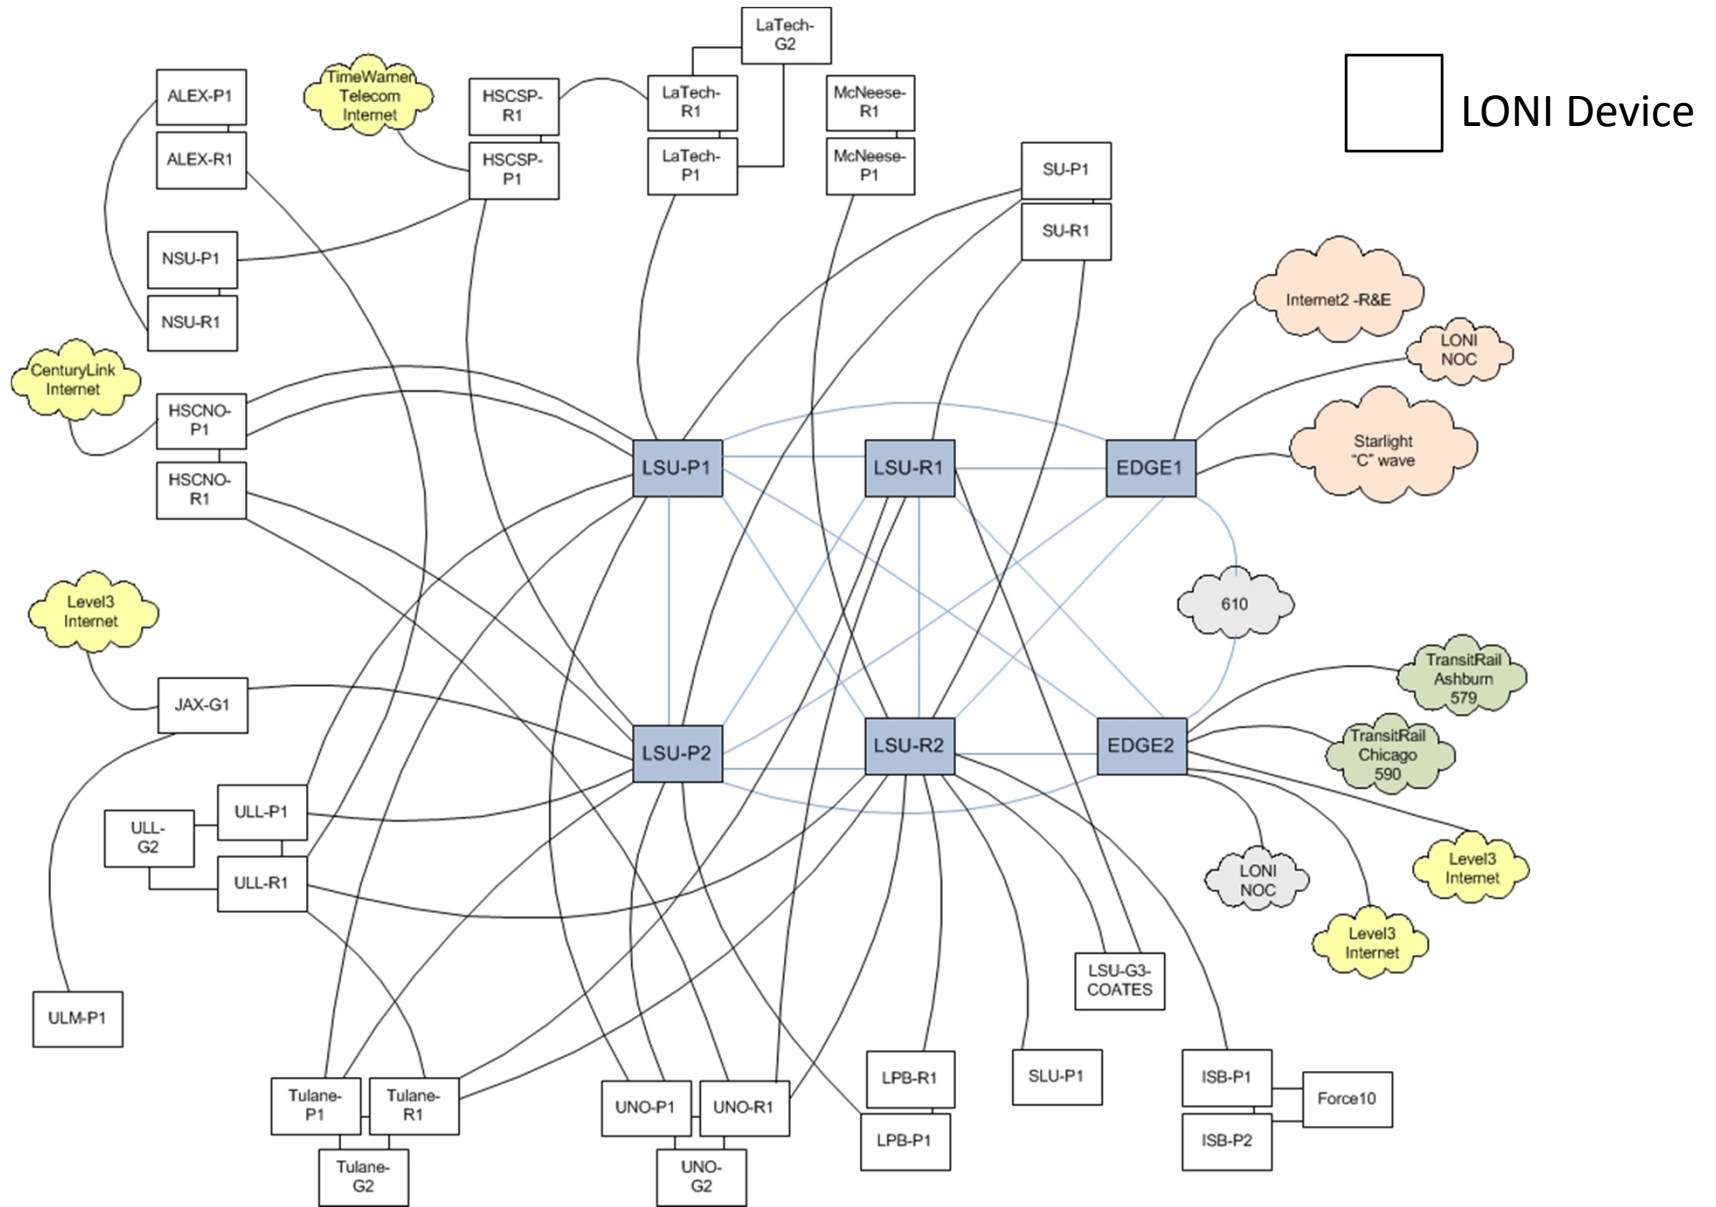 LaTech-
G2
ALEX-P1
TimeWarner
Telecom
Internet
HSCSP-
R1
LaTech-
R1
McNeese-
R1
LONI Device
ALEX-R1
HSCSP-
P1
LaTech-
P1
McNeese-
P1
SU-P1
SU-R1
NSU-P1
NSU-R1
Internet2 -R&E
LONI
NOC
CenturyLink
Internet
HSCNO-
P1
HSCNO-
R1
LSU-P1
LSU-R1
EDGE1
Starlight
“C” wave
Level3
Internet
610
JAX-G1
LSU-P2
LSU-R2
EDGE2
TransitRail
Ashburn
579
TransitRail
Chicago
590
ULL-P1
ULL-
G2
ULL-R1
LONI
NOC
Level3
Internet
Level3
Internet
LSU-G3-
COATES
ULM-P1
Tulane-
P1
Tulane-
R1
Tulane-
G2
UNO-P1
UNO-R1
UNO-
G2
LPB-R1
LPB-P1
SLU-P1
ISB-P1
ISB-P2
Force10